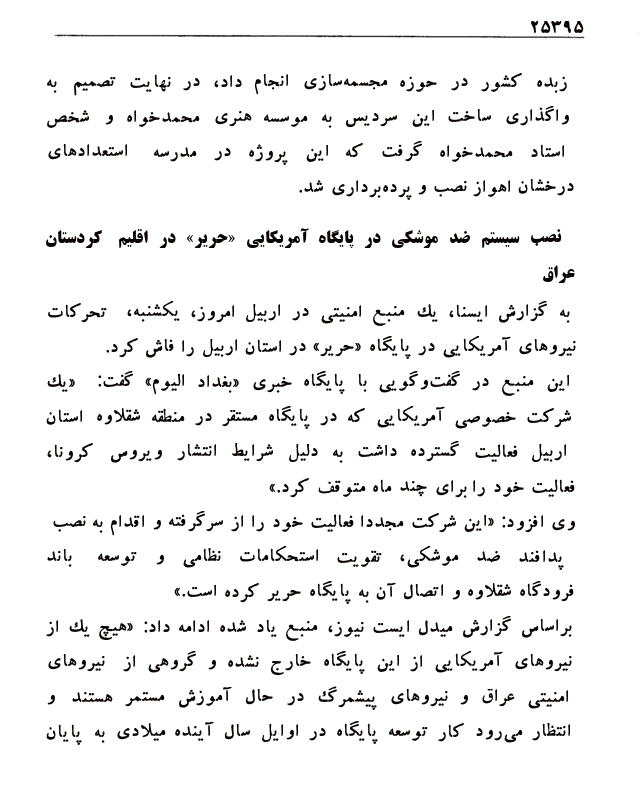 ۲۵۳۹۵
زبده کشور در حوزه مجسمه‌سازی انجام داد، در نهایت تصمیم به
واگذاری ساخت این سردیس به موسسه هنری محمدخواه و شخص
استاد محمدخواه گرفت که این پروژه در مدرسه استعدادهای
درخشان اهواز نصب و پرده‌برداری شد.
نصب سیستم ضد موشکی در پایگاه آمریکایی «حریر» در اقلیم کردستان
عراق
به گزارش ایسنا، یك منبع امنیتی در اربیل امروز، یکشنبه، تحرکات
نیروهای آمریکایی در پایگاه «حریر» در استان اربیل را فاش کرد.
این منبع در گفت‌وگویی با پایگاه خبری «بغداد الیوم» گفت: «یك
شرکت خصوصی آمریکایی که در پایگاه مستقر در منطقه شقلاوه استان
اربیل فعالیت گسترده داشت به دلیل شرایط انتشار ویروس کرونا،
فعالیت خود را برای چند ماه متوقف کرد.»
وی افزود: «این شرکت مجددا فعالیت خود را از سرگرفته و اقدام به نصب
پدافند ضد موشکی، تقویت استحکامات نظامی و توسعه باند
فرودگاه شقلاوه و اتصال آن به پایگاه حریر کرده است.»
براساس گزارش میدل ایست نیوز، منبع یاد شده ادامه داد: «هیچ یك از
نیروهای آمریکایی از این پایگاه خارج نشده و گروهی از نیروهای
امنیتی عراق و نیروهای پیشمرگ در حال آموزش مستمر هستند و
انتظار می‌رود کار توسعه پایگاه در اوایل سال آینده میلادی به پایان